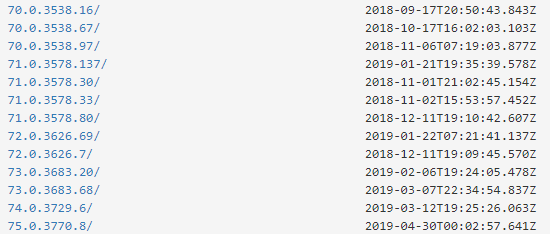 70.0.3538.16/ 2018-09-17T20:50:43.843Z
70.0.3538.67/ 2018-10-17T16:02:03.103Z
70.0.3538.97/ 2018-11-06T07:19:03.877Z
71.0.3578.137/ 2019-01-21T19:35:39.578Z
71.0.3578.30/ 2018-11-01T21:02:45.154Z
71.0.3578.33/ 2018-11-02T15:53:57.452Z
71.0.3578.80/ 2018-12-11T19:10:42.607Z
72.0.3626.69/ 2019-01-22T07:21:41.137Z
72.0.3626.7/ 2018-12-11T19:09:45.570Z
73.0.3683.20/ 2019-02-06T19:24:05.478Z
73.0.3683.68/ 2019-03-07T22:34:54.837Z
74.0.3729.6/ 2019-03-12T19:25:26.063Z
75.0.3770.8/ 2019-04-30T00:02:57.641Z